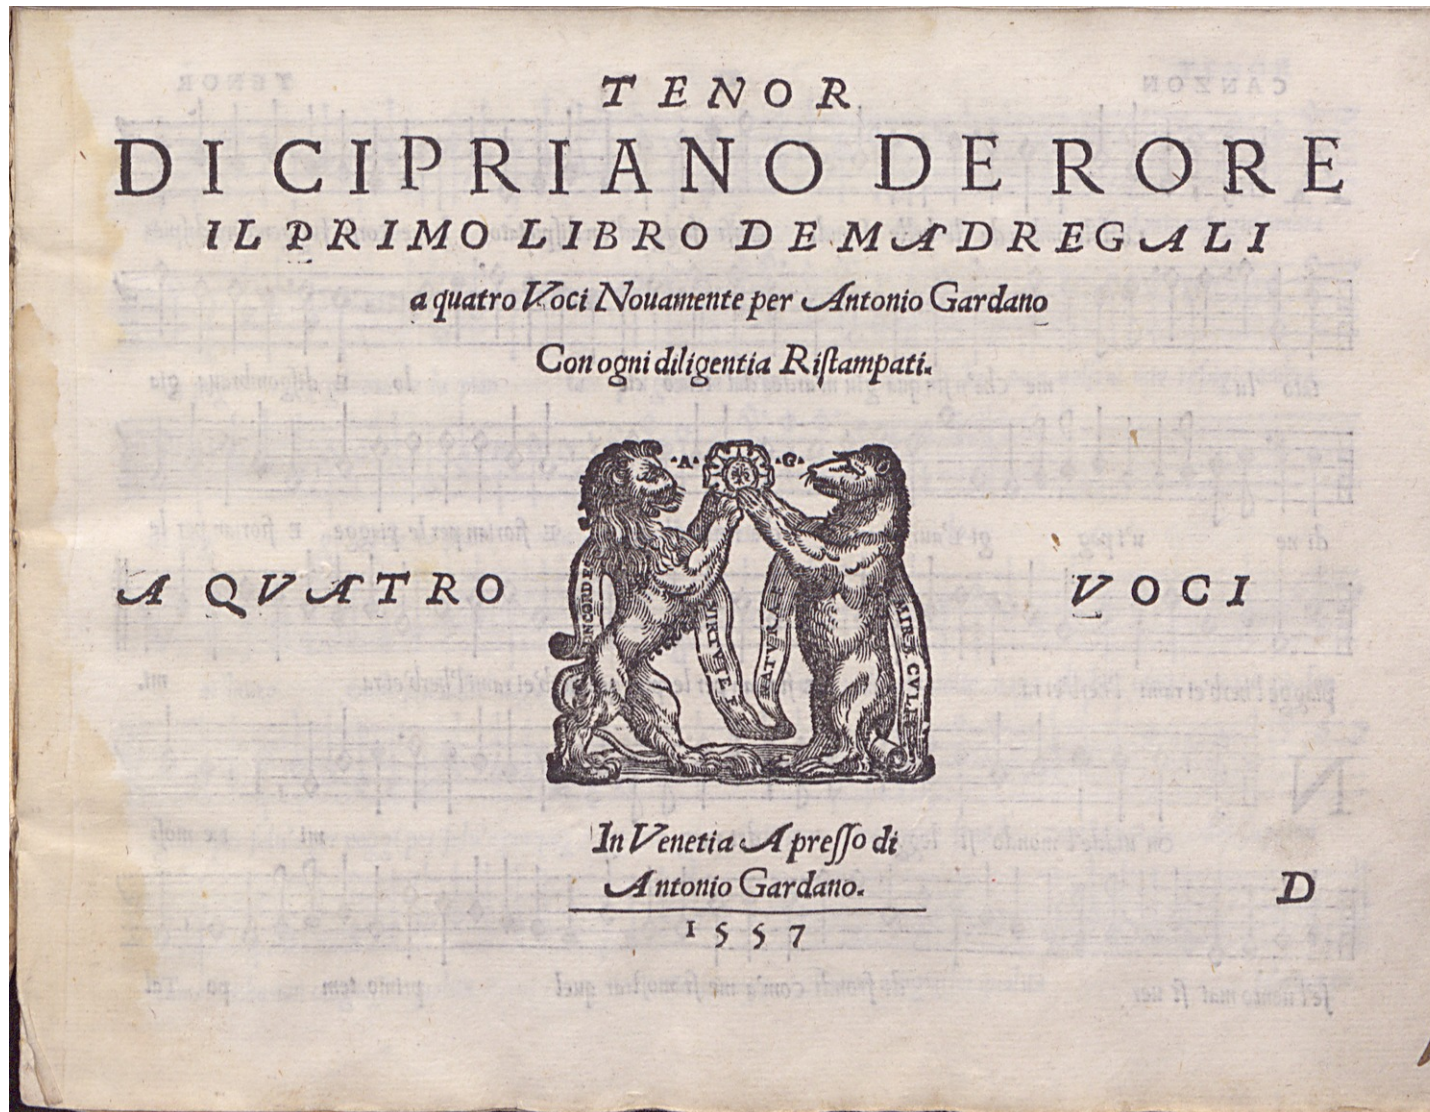 TENOR
DI CIPRIANO DE RORE
IL PRIMO LIBRO DE MADREGALI
a quatro Voci Nouamente per Antonio Gardano
Con ogni diligentia Riſtampati.
·A· ·G·
A QVATRO VOCI
In Venetia Apreſſo di
Antonio Gardano.
D
1557